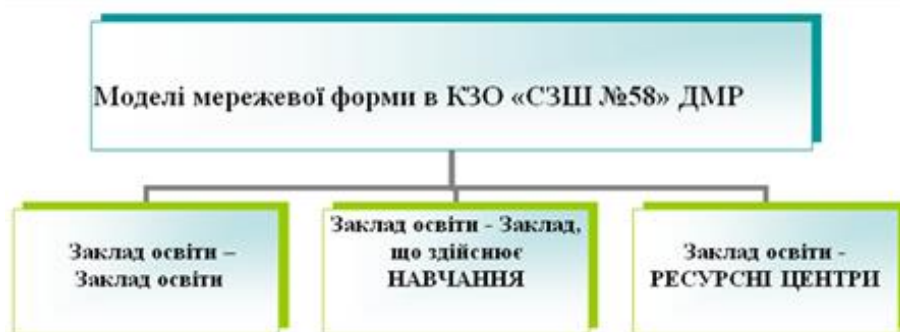 Моделі мережевої форми в КЗО «СЗШ №58» ДМР
Заклад освіти –
Заклад освіти
Заклад освіти - Заклад,
що здійснює
НАВЧАННЯ
Заклад освіти -
РЕСУРСНІ ЦЕНТРИ